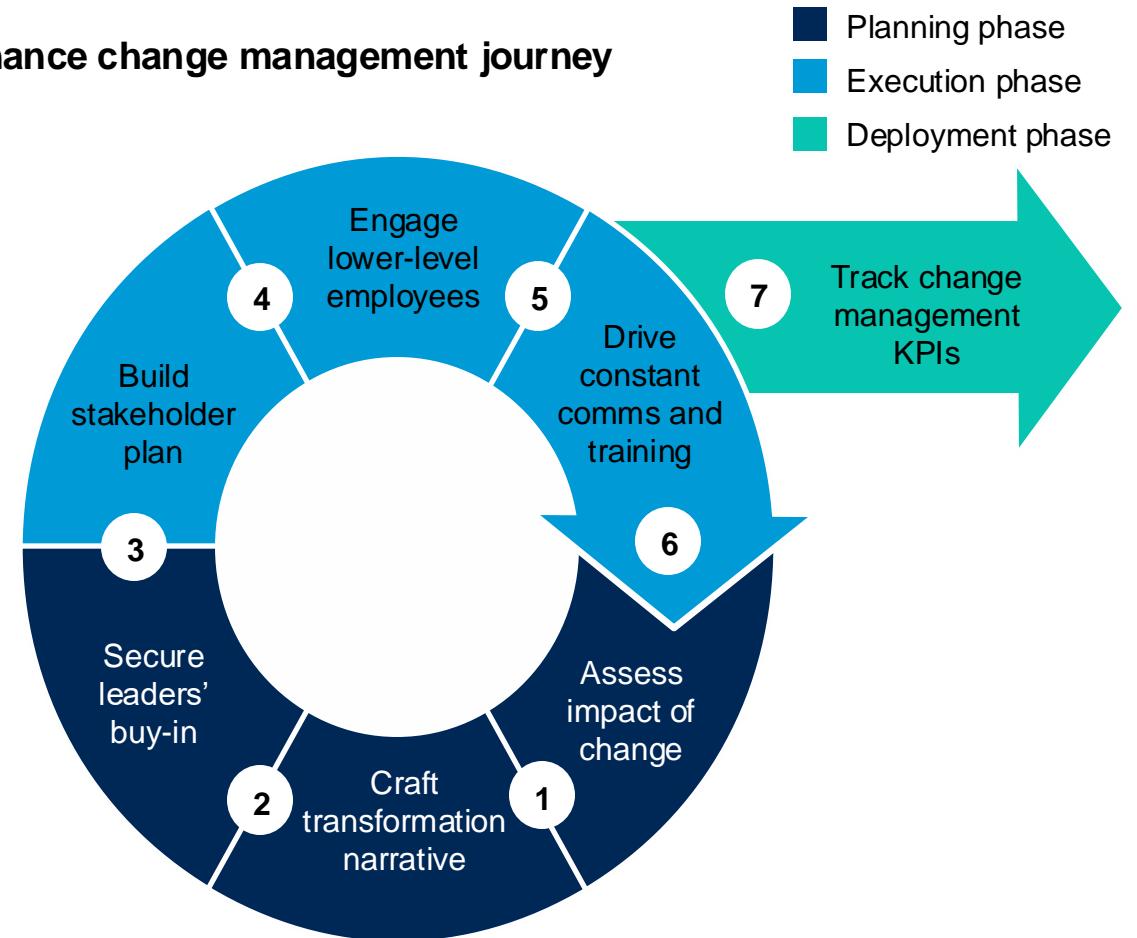 change management journey
Planning phase
Execution phase
Deployment phase
Engage
lower-level
employees
4
5
7
Track change
management
KPIs
Build
stakeholder
plan
Drive
constant
comms and
training
3
6
Secure
leaders’
buy-in
Assess
impact of
change
2
Craft
transformation
narrative
1